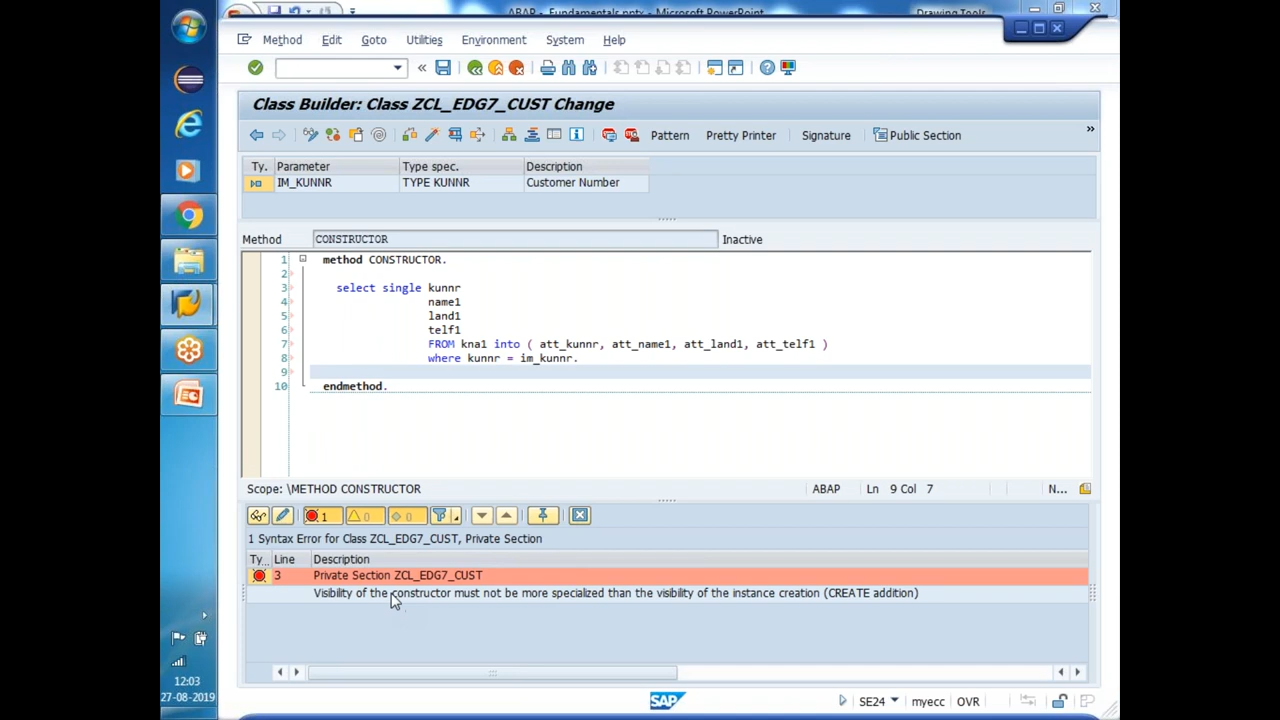 ABAP - Fundamentals.pptx - Microsoft PowerPoint
Drawing Tools
Method Edit Goto Utilities Environment System Help
Class Builder: Class ZCL_EDG7_CUST Change
Pattern Pretty Printer Signature Public Section
Ty. Parameter Type spec. Description
IM_KUNNR TYPE KUNNR Customer Number
Method CONSTRUCTOR Inactive
1 method CONSTRUCTOR.
2
3 select single kunnr
4 name1
5 land1
6 telf1
7 FROM kna1 into ( att_kunnr, att_name1, att_land1, att_telf1 )
8 where kunnr = im_kunnr.
9
10 endmethod.
Scope: \METHOD CONSTRUCTOR ABAP Ln 9 Col 7 N...
1 0 0
1 Syntax Error for Class ZCL_EDG7_CUST, Private Section
Ty... Line Description
3 Private Section ZCL_EDG7_CUST
Visibility of the constructor must not be more specialized than the visibility of the instance creation (CREATE addition)
SAP SE24 myecc OVR
12:03
27-08-2019